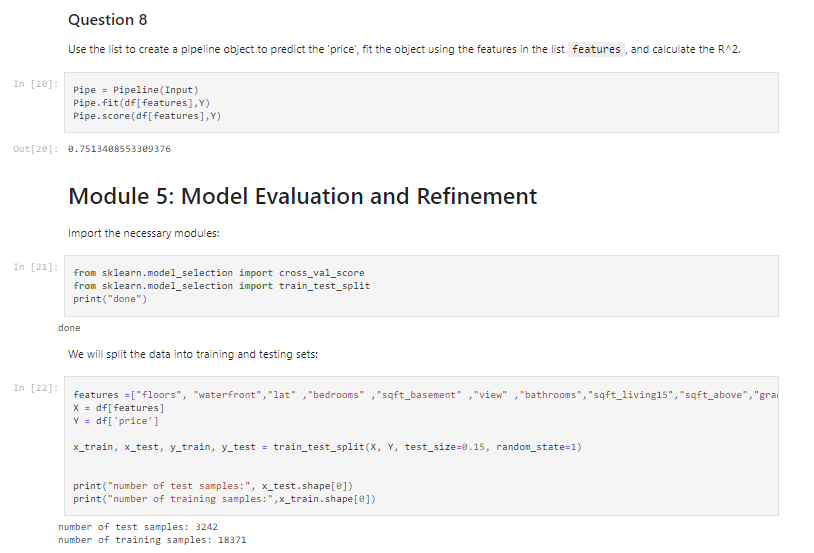 Question 8
Use the list to create a pipeline object to predict the 'price', fit the object using the features in the list features , and calculate the R^2.
In [20]:
Pipe = Pipeline(Input)
Pipe.fit(df[features],Y)
Pipe.score(df[features],Y)
Out[20]: 0.7513408553309376
Module 5: Model Evaluation and Refinement
Import the necessary modules:
In [21]:
from sklearn.model_selection import cross_val_score
from sklearn.model_selection import train_test_split
print("done")
done
We will split the data into training and testing sets:
In [22]:
features =["floors", "waterfront","lat" ,"bedrooms" ,"sqft_basement" ,"view" ,"bathrooms","sqft_living15","sqft_above","gra
X = df[features]
Y = df['price']
x_train, x_test, y_train, y_test = train_test_split(X, Y, test_size=0.15, random_state=1)
print("number of test samples:", x_test.shape[0])
print("number of training samples:",x_train.shape[0])
number of test samples: 3242
number of training samples: 18371